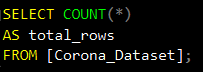 SELECT COUNT(*)
AS total_rows
FROM [Corona_Dataset];